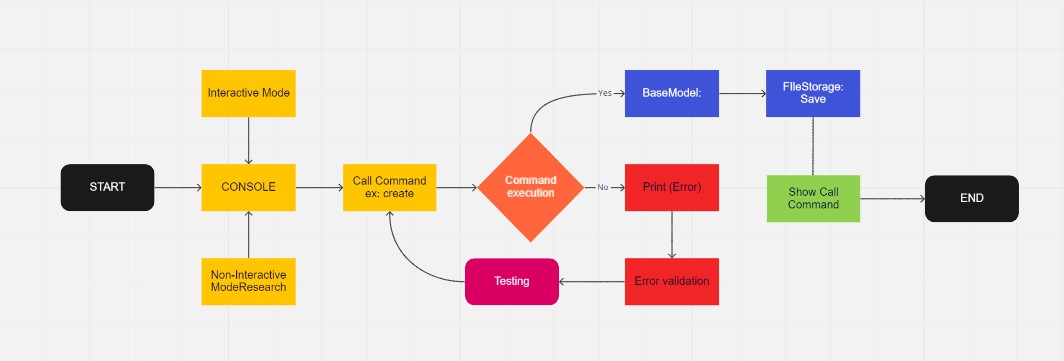 Interactive Mode
Yes
BaseModel:
FIleStorage:
Save
START
CONSOLE
Call Command
ex: create
Command
execution
No
Print (Error)
Show Call
Command
END
Non-Interactive
ModeResearch
Testing
Error validation